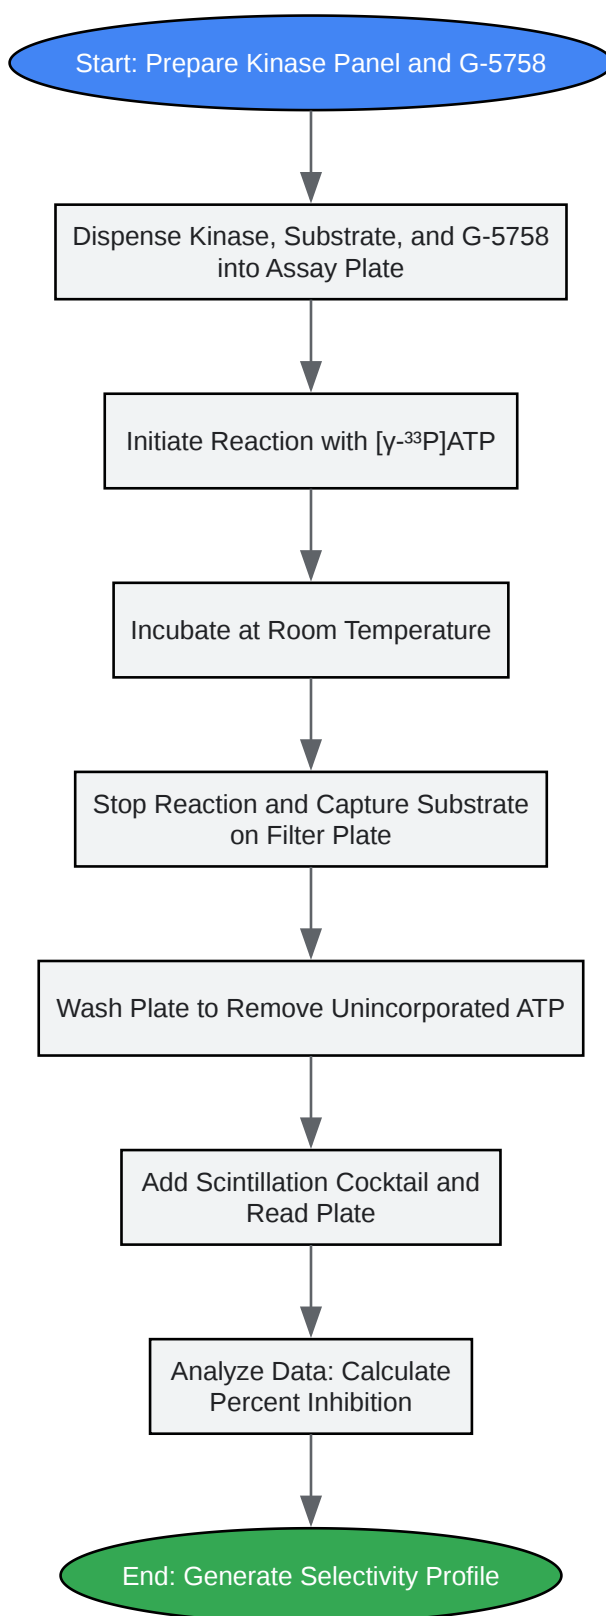 Start: Prepare Kinase Panel and G-5758
Dispense Kinase, Substrate, and G-5758
into Assay Plate
Initiate Reaction with [γ-³³P]ATP
Incubate at Room Temperature
Stop Reaction and Capture Substrate
on Filter Plate
Wash Plate to Remove Unincorporated ATP
Add Scintillation Cocktail and
Read Plate
Analyze Data: Calculate
Percent Inhibition
End: Generate Selectivity Profile